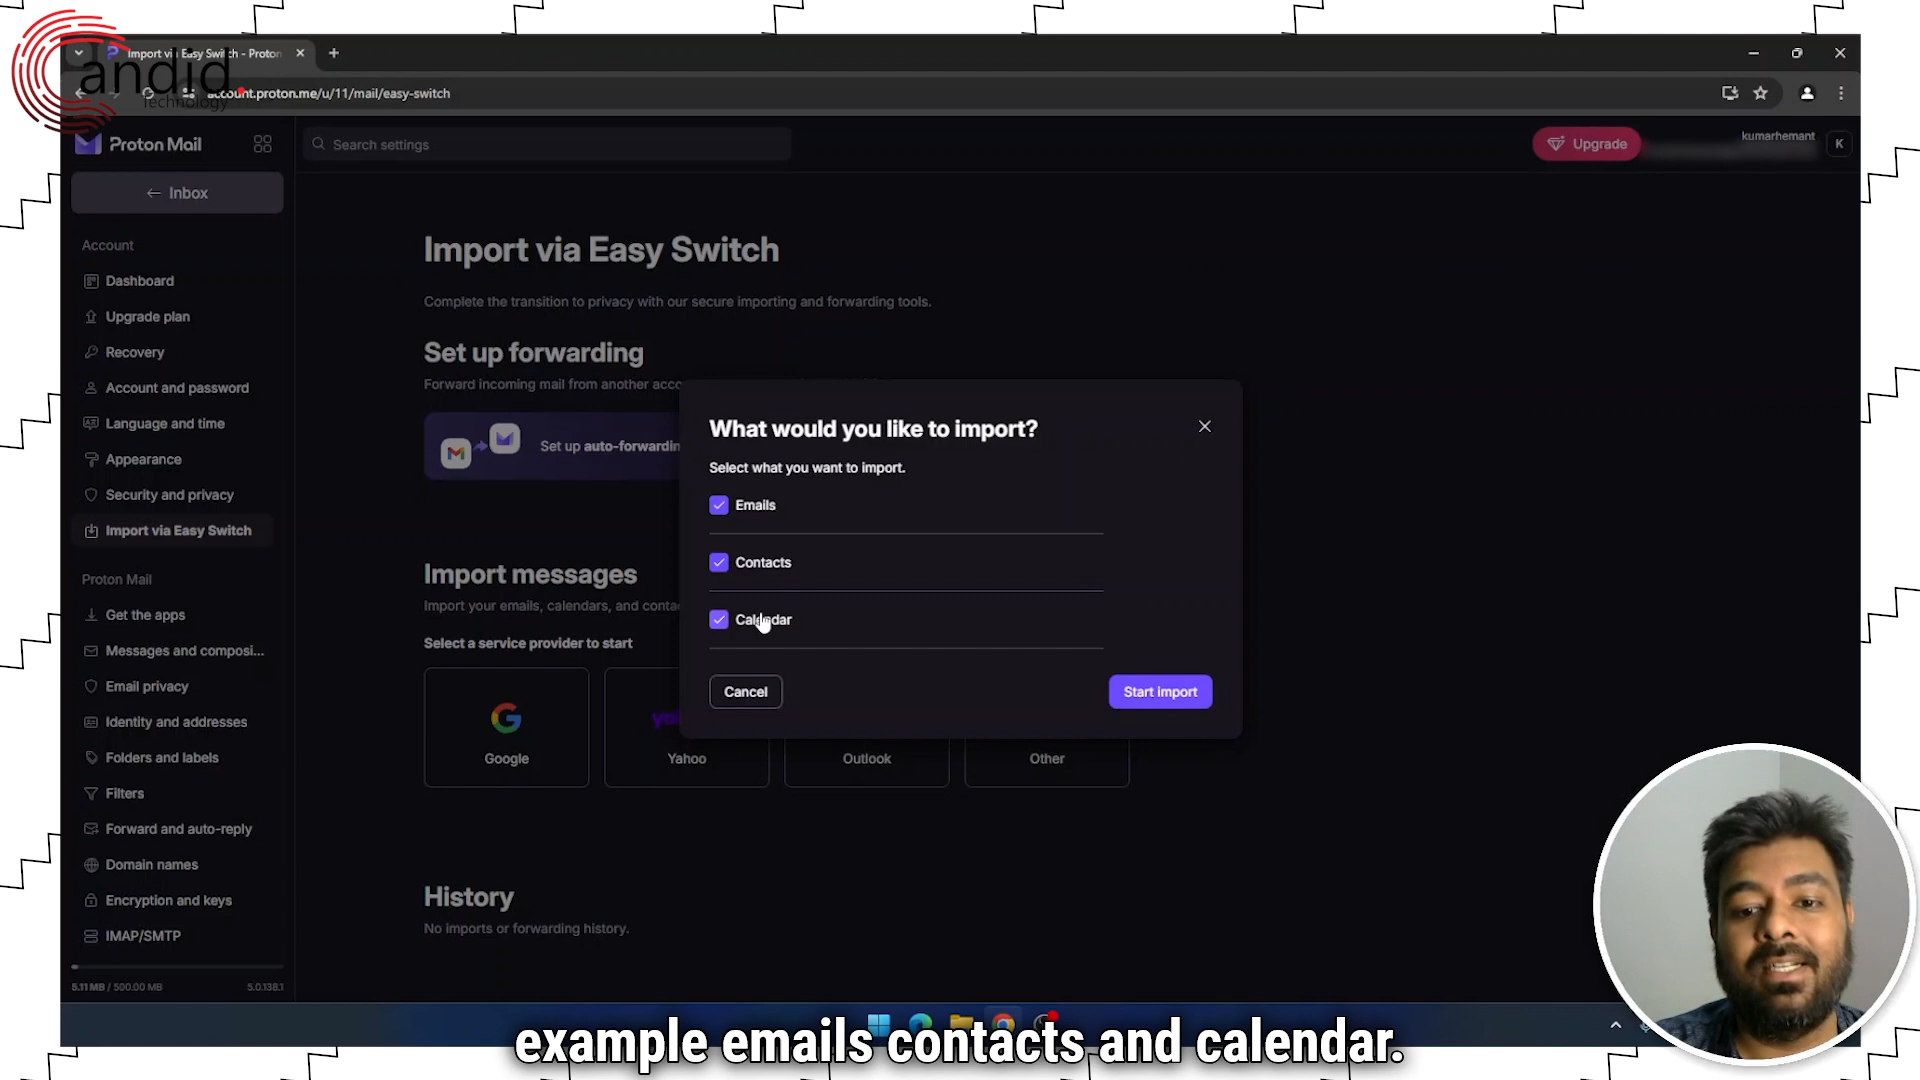 andid
Technology
Import via Easy Switch - Proton
account.proton.me/u/11/mail/easy-switch
Proton Mail
Search settings
Upgrade
kumarhemant
K
← Inbox
Account
Dashboard
Upgrade plan
Recovery
Account and password
Language and time
Appearance
Security and privacy
Import via Easy Switch
Proton Mail
Get the apps
Messages and composi...
Email privacy
Identity and addresses
Folders and labels
Filters
Forward and auto-reply
Domain names
Encryption and keys
IMAP/SMTP
5.11 MB / 500.00 MB
5.0.138.1
Import via Easy Switch
Complete the transition to privacy with our secure importing and forwarding tools.
Set up forwarding
Forward incoming mail from another acco
Set up auto-forwardin
Import messages
Import your emails, calendars, and conta
Select a service provider to start
Google
Yahoo
Outlook
Other
History
No imports or forwarding history.
What would you like to import?
Select what you want to import.
Emails
Contacts
Calendar
Cancel
Start import
example emails contacts and calendar.